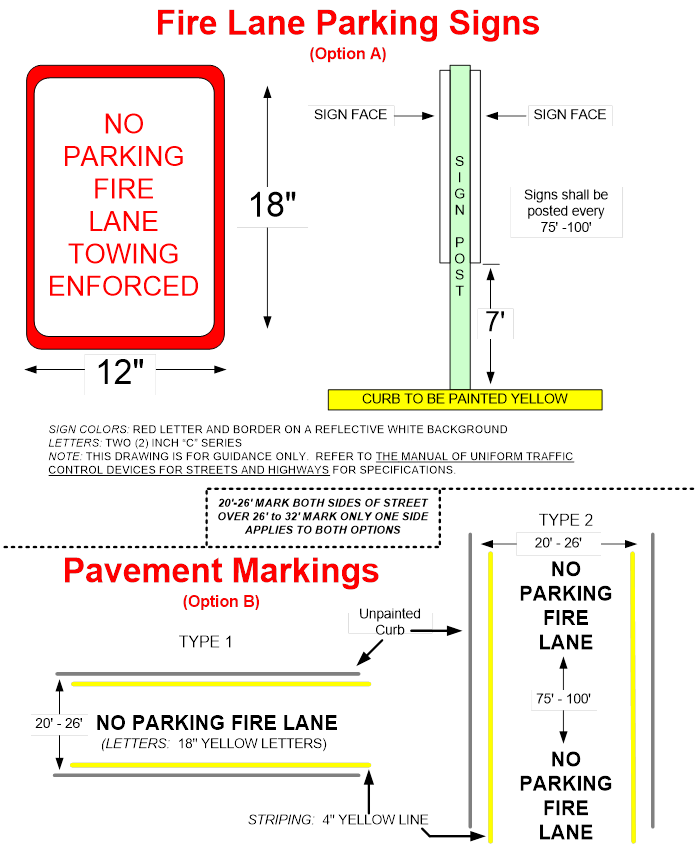 Fire Lane Parking Signs
(Option A)
NO
PARKING
FIRE
LANE
TOWING
ENFORCED
18"
12"
SIGN FACE
SIGN FACE
SIGN POST
Signs shall be
posted every
75' -100'
7'
CURB TO BE PAINTED YELLOW
SIGN COLORS: RED LETTER AND BORDER ON A REFLECTIVE WHITE BACKGROUND
LETTERS: TWO (2) INCH "C" SERIES
NOTE: THIS DRAWING IS FOR GUIDANCE ONLY. REFER TO THE MANUAL OF UNIFORM TRAFFIC
CONTROL DEVICES FOR STREETS AND HIGHWAYS FOR SPECIFICATIONS.
20'-26' MARK BOTH SIDES OF STREET
OVER 26' to 32' MARK ONLY ONE SIDE
APPLIES TO BOTH OPTIONS
Pavement Markings
(Option B)
TYPE 1
Unpainted
Curb
20' - 26'
NO PARKING FIRE LANE
(LETTERS: 18" YELLOW LETTERS)
STRIPING: 4" YELLOW LINE
TYPE 2
20' - 26'
NO
PARKING
FIRE
LANE
75' - 100'
NO
PARKING
FIRE
LANE